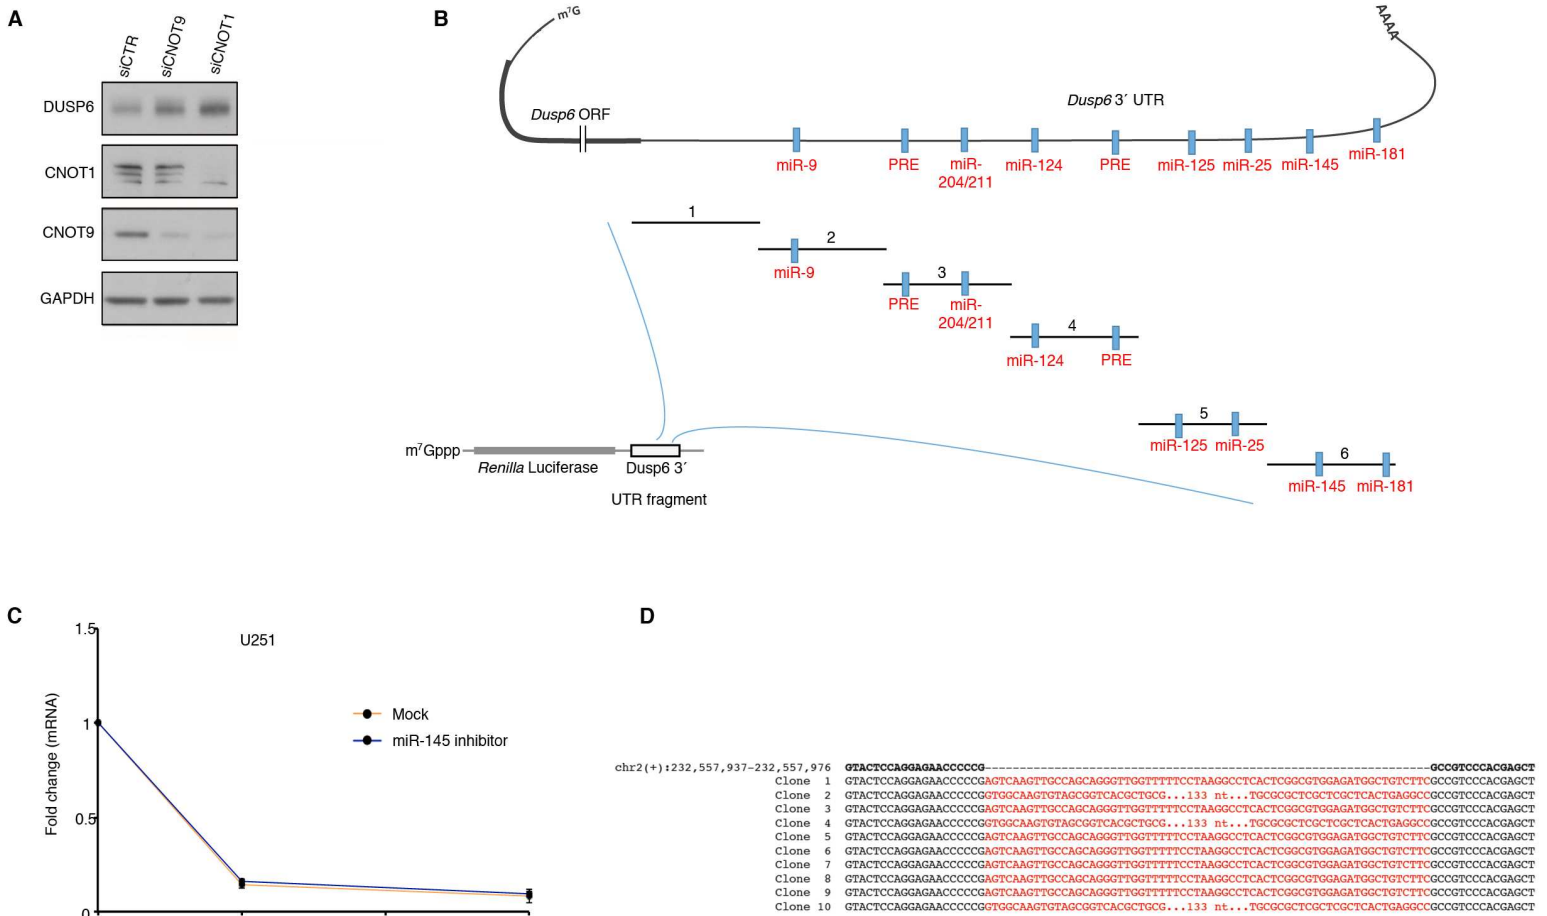 A
siCTR
siCNOT9
siCNOT1
DUSP6
CNOT1
CNOT9
GAPDH
B
m⁷G
AAAA
Dusp6 ORF
Dusp6 3´ UTR
miR-9
PRE
miR-
204/211
miR-124
PRE
miR-125
miR-25
miR-145
miR-181
1
2
miR-9
3
PRE
miR-
204/211
4
miR-124
PRE
5
miR-125
miR-25
6
miR-145
miR-181
m⁷Gppp
Renilla Luciferase
Dusp6 3´
UTR fragment
C
U251
Fold change (mRNA)
1.5
1
0.5
0
Mock
miR-145 inhibitor
D
chr2(+):232,557,937-232,557,976 GTACTCCAGGAGAACCCCCG----------------------------------------------------------------GCCGTCCCACGAGCT
Clone 1 GTACTCCAGGAGAACCCCCGAGTCAAGTTGCCAGCAGGGTTGGTTTTTCCTAAGGCCTCACTCGGCGTGGAGATGGCTGTCTTCGCCGTCCCACGAGCT
Clone 2 GTACTCCAGGAGAACCCCCGGTGGCAAGTGTAGCGGTCACGCTGCG...133 nt...TGCGCGCTCGCTCGCTCACTGAGGCCGCCGTCCCACGAGCT
Clone 3 GTACTCCAGGAGAACCCCCGAGTCAAGTTGCCAGCAGGGTTGGTTTTTCCTAAGGCCTCACTCGGCGTGGAGATGGCTGTCTTCGCCGTCCCACGAGCT
Clone 4 GTACTCCAGGAGAACCCCCGGTGGCAAGTGTAGCGGTCACGCTGCG...133 nt...TGCGCGCTCGCTCGCTCACTGAGGCCGCCGTCCCACGAGCT
Clone 5 GTACTCCAGGAGAACCCCCGAGTCAAGTTGCCAGCAGGGTTGGTTTTTCCTAAGGCCTCACTCGGCGTGGAGATGGCTGTCTTCGCCGTCCCACGAGCT
Clone 6 GTACTCCAGGAGAACCCCCGAGTCAAGTTGCCAGCAGGGTTGGTTTTTCCTAAGGCCTCACTCGGCGTGGAGATGGCTGTCTTCGCCGTCCCACGAGCT
Clone 7 GTACTCCAGGAGAACCCCCGAGTCAAGTTGCCAGCAGGGTTGGTTTTTCCTAAGGCCTCACTCGGCGTGGAGATGGCTGTCTTCGCCGTCCCACGAGCT
Clone 8 GTACTCCAGGAGAACCCCCGAGTCAAGTTGCCAGCAGGGTTGGTTTTTCCTAAGGCCTCACTCGGCGTGGAGATGGCTGTCTTCGCCGTCCCACGAGCT
Clone 9 GTACTCCAGGAGAACCCCCGAGTCAAGTTGCCAGCAGGGTTGGTTTTTCCTAAGGCCTCACTCGGCGTGGAGATGGCTGTCTTCGCCGTCCCACGAGCT
Clone 10 GTACTCCAGGAGAACCCCCGGTGGCAAGTGTAGCGGTCACGCTGCG...133 nt...TGCGCGCTCGCTCGCTCACTGAGGCCGCCGTCCCACGAGCT